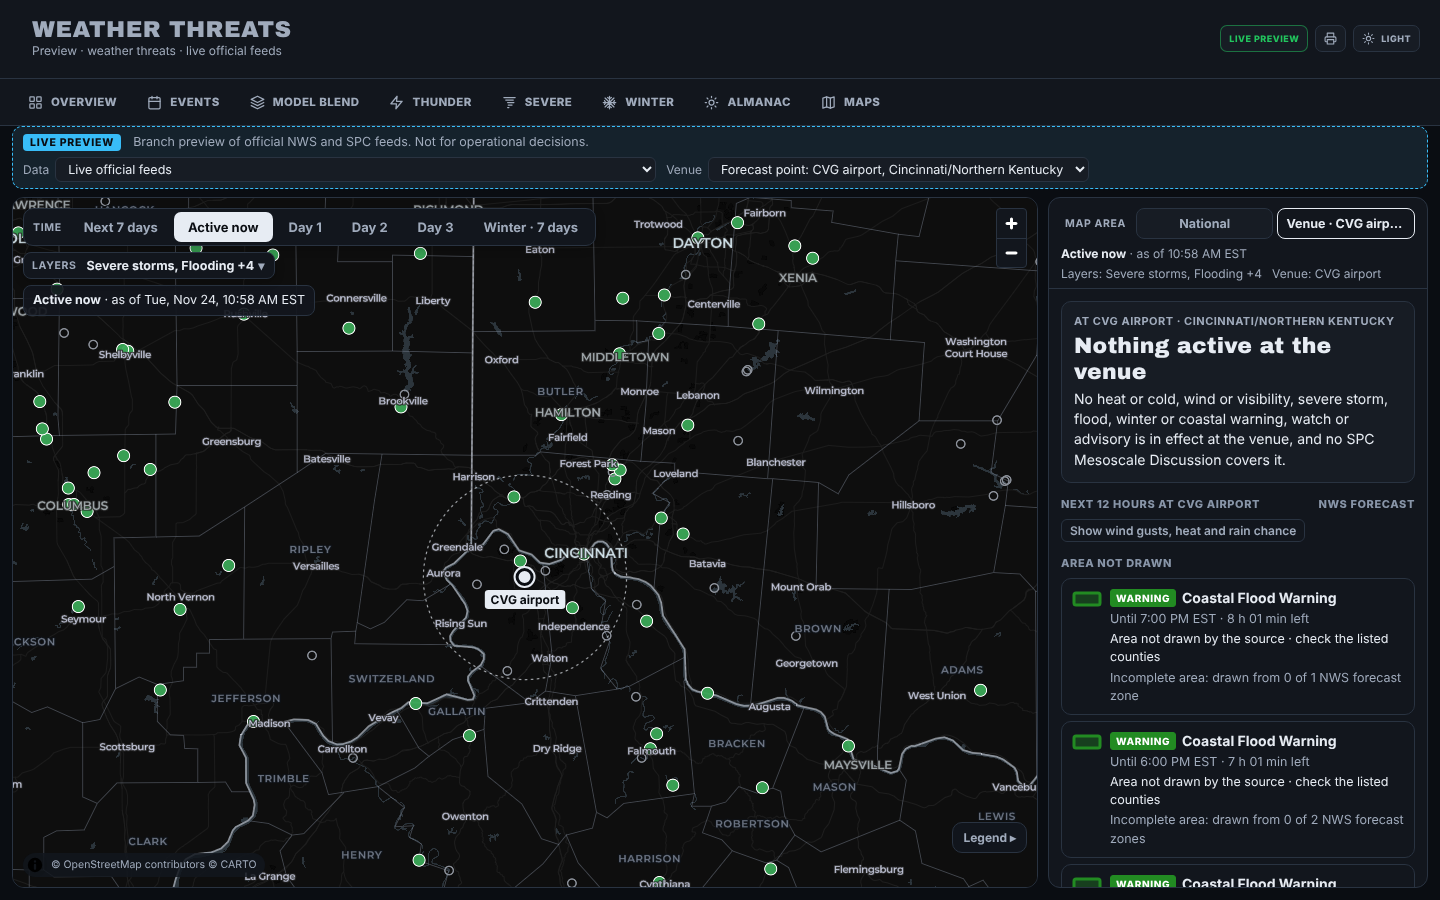 WEATHER THREATS
Preview · weather threats · live official feeds
LIVE PREVIEW
LIGHT
OVERVIEW
EVENTS
MODEL BLEND
THUNDER
SEVERE
WINTER
ALMANAC
MAPS
LIVE PREVIEW Branch preview of official NWS and SPC feeds. Not for operational decisions.
Data Live official feeds Venue Forecast point: CVG airport, Cincinnati/Northern Kentucky
TIME Next 7 days Active now Day 1 Day 2 Day 3 Winter · 7 days
LAYERS Severe storms, Flooding +4 ▾
Active now · as of Tue, Nov 24, 10:58 AM EST
+
−
WRENCE
RICHMOND
Trotwood
Fairborn
DAYTON
Eaton
XENIA
Connersville
Liberty
Centerville
Shelbyville
Oxford
MIDDLETOWN
Washington
Court House
anklin
BUTLER
Monroe
Lebanon
Wilmington
Brookville
HAMILTON
Greensburg
Fairfield
Mason
Batesville
Forest Park
Blanchester
Harrison
Loveland
Reading
COLUMBUS
Hillsboro
RIPLEY
Versailles
Greendale
CINCINNATI
Aurora
Batavia
Mount Orab
North Vernon
CVG airport
Seymour
Rising Sun
Independence
BROWN
CKSON
Walton
Georgetown
ADAMS
SWITZERLAND
West Union
JEFFERSON
Crittenden
Augusta
Madison
Vevay
GALLATIN
Scottsburg
Carrollton
Dry Ridge
Falmouth
BRACKEN
MAYSVILLE
TRIMBLE
MASON
Vancebu
Owenton
ROBERTSON
LEWIS
CLARK
HENRY
HARRISON
Flemingsburg
La Grange
Cynthiana
Legend ▸
© OpenStreetMap contributors © CARTO
MAP AREA National Venue · CVG airp...
Active now · as of 10:58 AM EST
Layers: Severe storms, Flooding +4 Venue: CVG airport
AT CVG AIRPORT · CINCINNATI/NORTHERN KENTUCKY
Nothing active at the
venue
No heat or cold, wind or visibility, severe storm,
flood, winter or coastal warning, watch or
advisory is in effect at the venue, and no SPC
Mesoscale Discussion covers it.
NEXT 12 HOURS AT CVG AIRPORT NWS FORECAST
Show wind gusts, heat and rain chance
AREA NOT DRAWN
WARNING Coastal Flood Warning
Until 7:00 PM EST · 8 h 01 min left
Area not drawn by the source · check the listed
counties
Incomplete area: drawn from 0 of 1 NWS forecast
zone
WARNING Coastal Flood Warning
Until 6:00 PM EST · 7 h 01 min left
Area not drawn by the source · check the listed
counties
Incomplete area: drawn from 0 of 2 NWS forecast
zones
WARNING Coastal Flood Warning